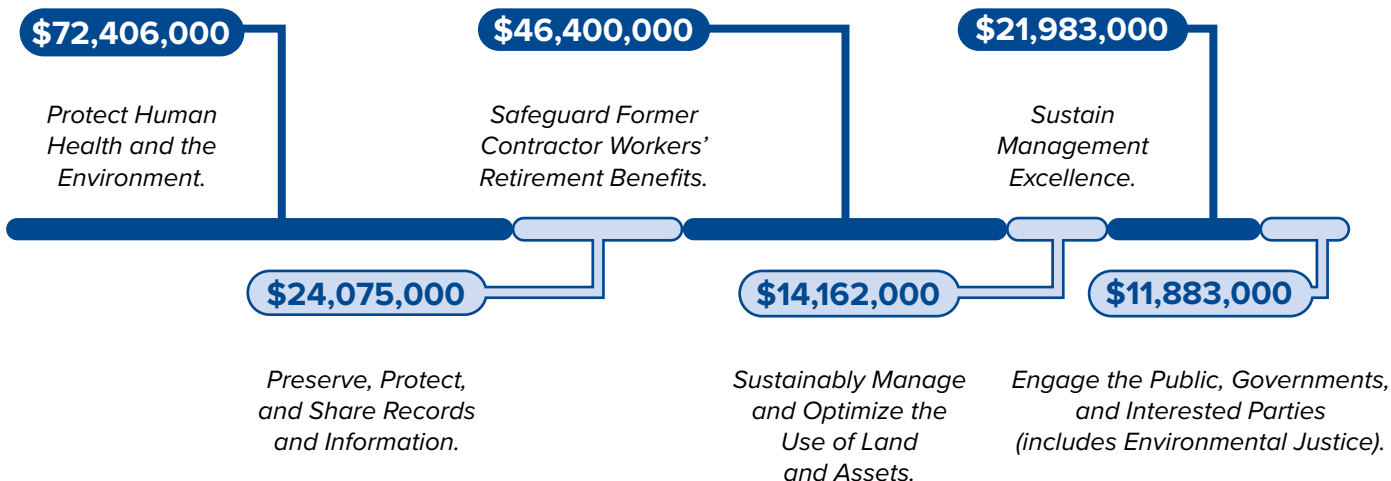 $72,406,000
Protect Human
Health and the
Environment.
$46,400,000
Safeguard Former
Contractor Workers’
Retirement Benefits.
$21,983,000
Sustain
Management
Excellence.
$24,075,000
Preserve, Protect,
and Share Records
and Information.
$14,162,000
Sustainably Manage
and Optimize the
Use of Land
and Assets.
$11,883,000
Engage the Public, Governments,
and Interested Parties
(includes Environmental Justice).